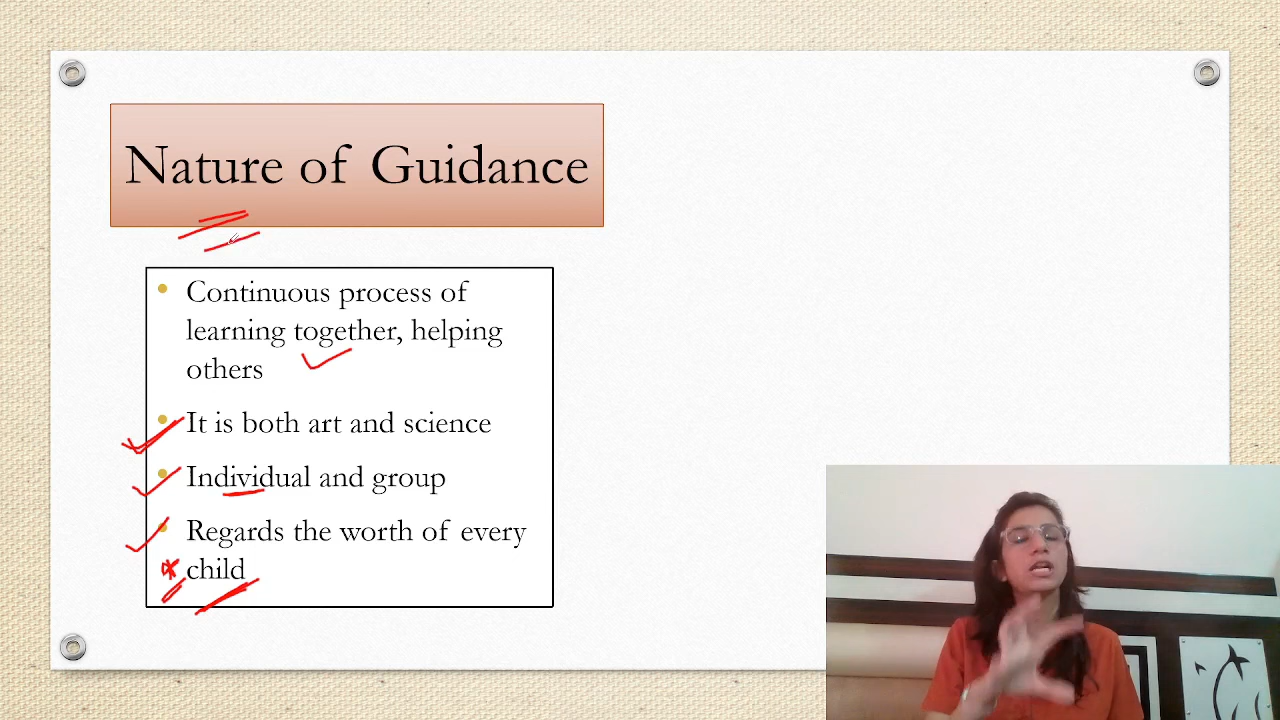 Nature of Guidance
• Continuous process of
learning together, helping
others
• It is both art and science
• Individual and group
• Regards the worth of every
child